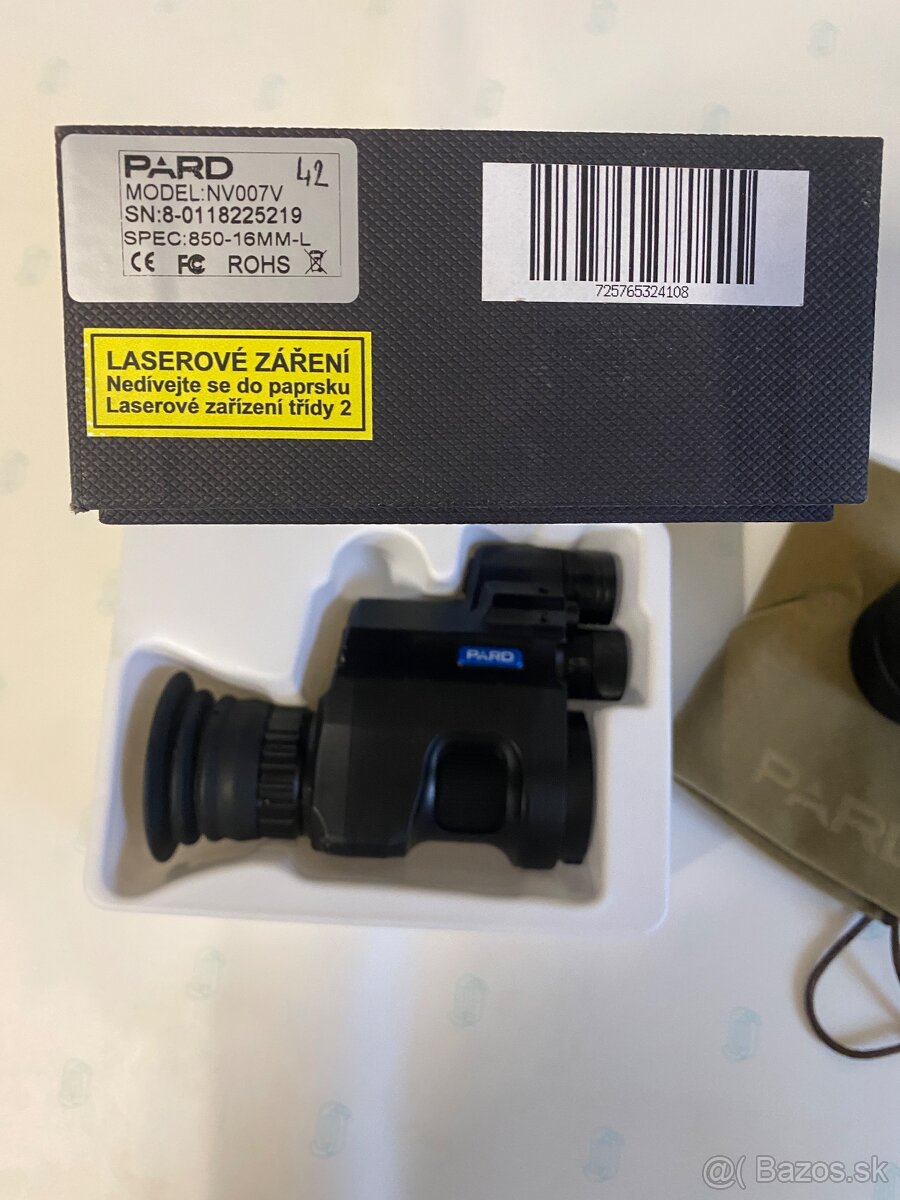 PARD 42
MODEL:NV007V
SN:8-0118225219
SPEC:850-16MM-L
CE FC ROHS
725765324108
LASEROVÉ ZÁŘENÍ
Nedívejte se do paprsku
Laserové zařízení třídy 2
PARD
PARD
@( Bazos.sk